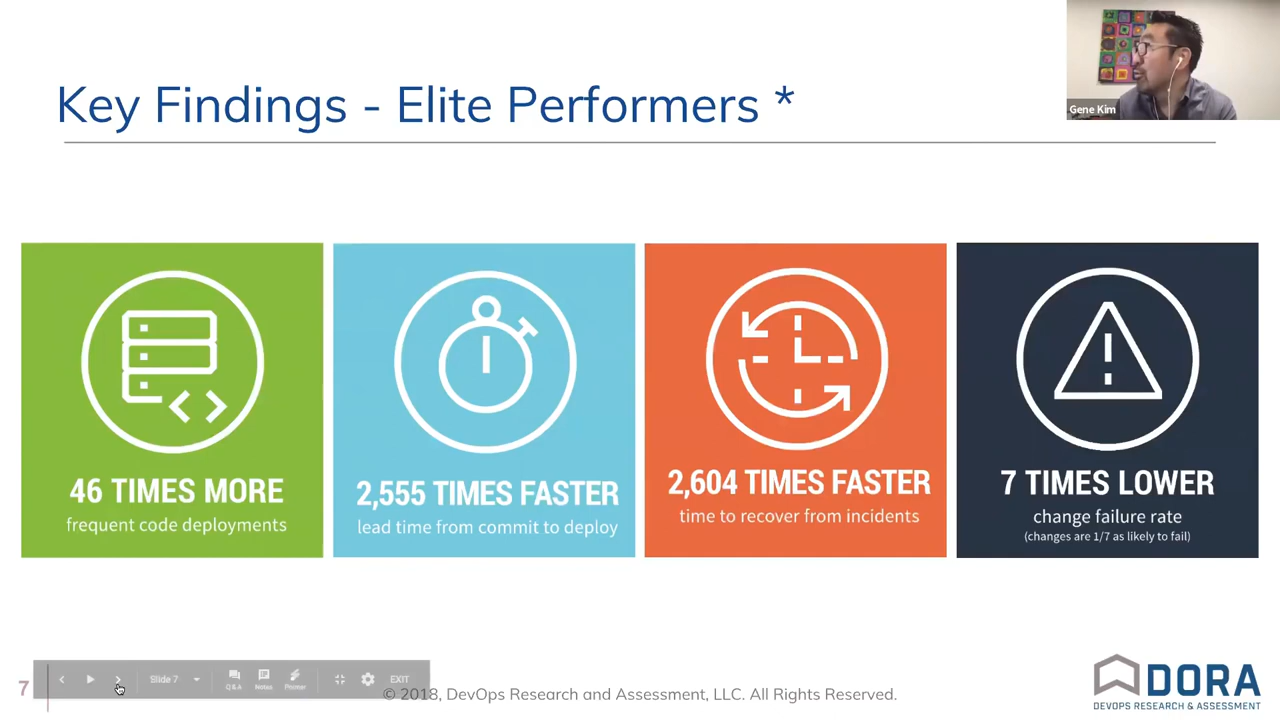 Key Findings - Elite Performers *
Gene Kim
46 TIMES MORE
frequent code deployments
2,555 TIMES FASTER
lead time from commit to deploy
2,604 TIMES FASTER
time to recover from incidents
7 TIMES LOWER
change failure rate
(changes are 1/7 as likely to fail)
7
Slide 7
Q&A
Notes
Pointer
EXIT
© 2018, DevOps Research and Assessment, LLC. All Rights Reserved.
DORA
DEVOPS RESEARCH & ASSESSMENT